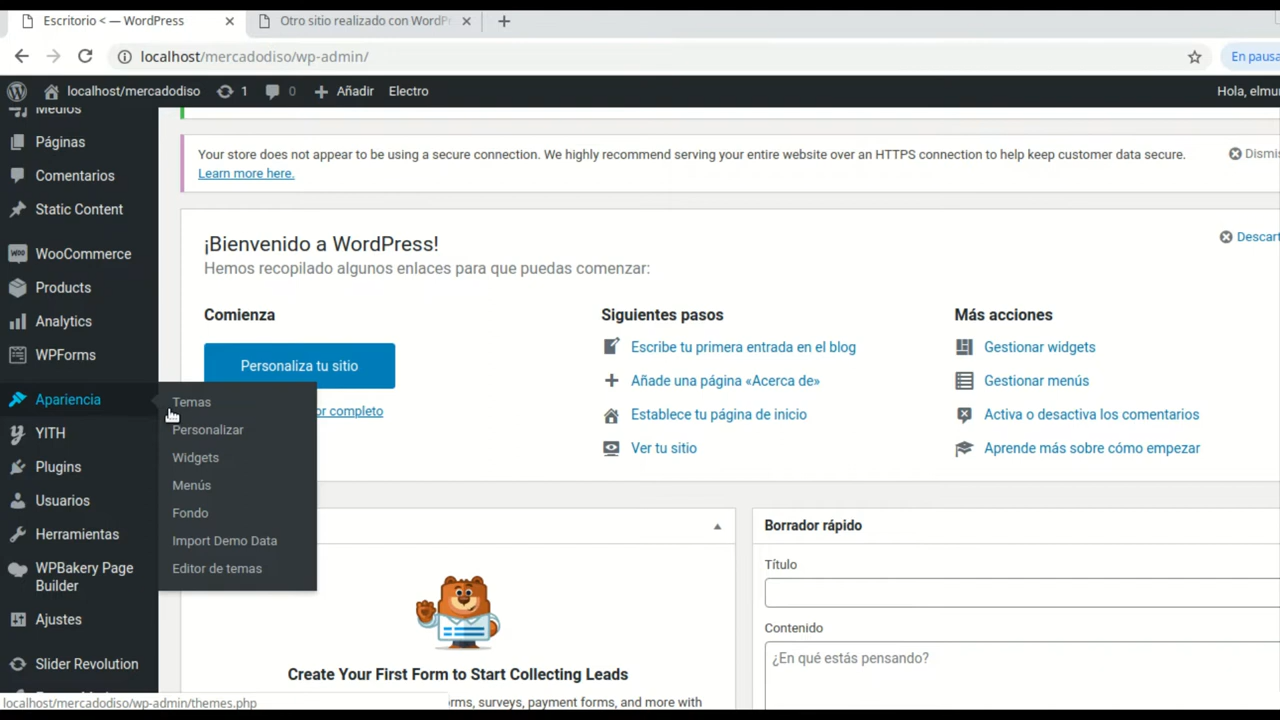 Escritorio < — WordPress
Otro sitio realizado con WordPr
localhost/mercadodiso/wp-admin/
En pausa
localhost/mercadodiso
1
0
Añadir
Electro
Hola, elmu
Medios
Páginas
Comentarios
Static Content
WooCommerce
Products
Analytics
WPForms
Apariencia
YITH
Plugins
Usuarios
Herramientas
WPBakery Page
Builder
Ajustes
Slider Revolution
Temas
Personalizar
Widgets
Menús
Fondo
Import Demo Data
Editor de temas
Your store does not appear to be using a secure connection. We highly recommend serving your entire website over an HTTPS connection to help keep customer data secure.
Learn more here.
Dismis
¡Bienvenido a WordPress!
Hemos recopilado algunos enlaces para que puedas comenzar:
Descart
Comienza
Personaliza tu sitio
or completo
Siguientes pasos
Escribe tu primera entrada en el blog
Añade una página «Acerca de»
Establece tu página de inicio
Ver tu sitio
Más acciones
Gestionar widgets
Gestionar menús
Activa o desactiva los comentarios
Aprende más sobre cómo empezar
Create Your First Form to Start Collecting Leads
rms, surveys, payment forms, and more with
Borrador rápido
Título
Contenido
¿En qué estás pensando?
localhost/mercadodiso/wp-admin/themes.php